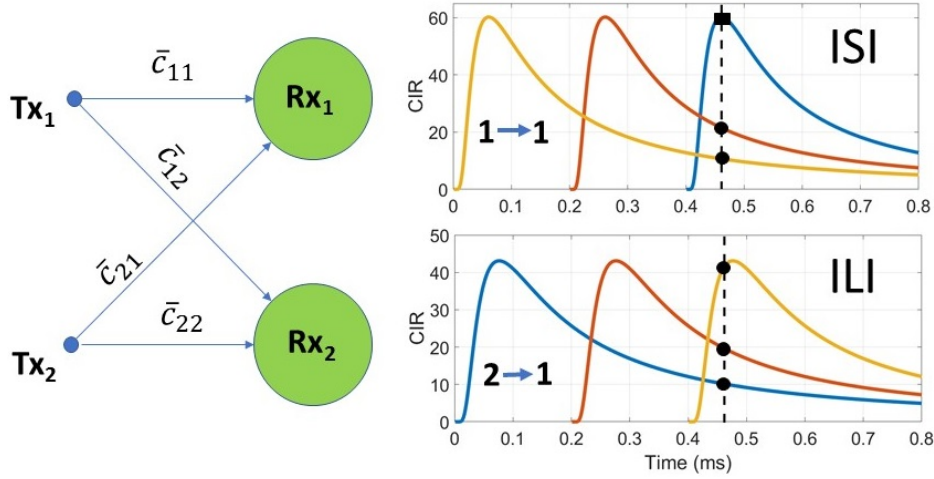 Tx₁
c̄₁₁
Rx₁
c̄₁₂
c̄₂₁
Tx₂
c̄₂₂
Rx₂
60
40
20
0
CIR
ISI
1 → 1
0 0.1 0.2 0.3 0.4 0.5 0.6 0.7 0.8
50
40
30
20
10
0
CIR
ILI
2 → 1
0 0.1 0.2 0.3 0.4 0.5 0.6 0.7 0.8
Time (ms)